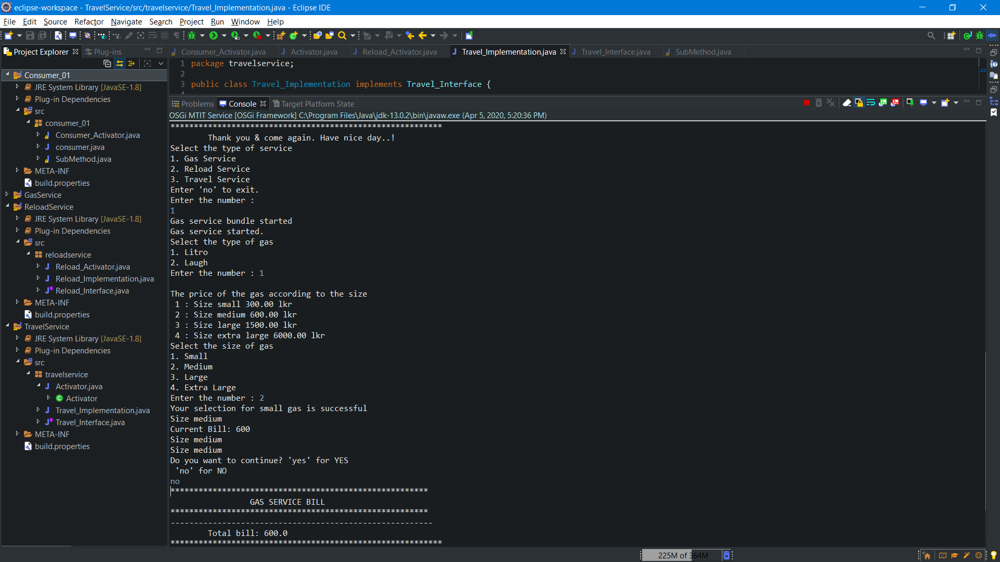 eclipse-workspace - TravelService/src/travelservice/Travel_Implementation.java - Eclipse IDE
File Edit Source Refactor Navigate Search Project Run Window Help
Project Explorer Plug-ins
Consumer_01
JRE System Library [JavaSE-1.8]
Plug-in Dependencies
src
consumer_01
Consumer_Activator.java
consumer.java
SubMethod.java
META-INF
build.properties
GasService
ReloadService
JRE System Library [JavaSE-1.8]
Plug-in Dependencies
src
reloadservice
Reload_Activator.java
Reload_Implementation.java
Reload_Interface.java
META-INF
build.properties
TravelService
JRE System Library [JavaSE-1.8]
Plug-in Dependencies
src
travelservice
Activator.java
Activator
Travel_Implementation.java
Travel_Interface.java
META-INF
build.properties
Consumer_Activator.java Activator.java Reload_Activator.java Travel_Implementation.java Travel_Interface.java SubMethod.java
1 package travelservice;
2
3 public class Travel_Implementation implements Travel_Interface {
Problems Console Target Platform State
OSGi MTIT Service [OSGi Framework] C:\Program Files\Java\jdk-13.0.2\bin\javaw.exe (Apr 5, 2020, 5:20:36 PM)
**********************************************************
Thank you & come again. Have nice day..!
Select the type of service
1. Gas Service
2. Reload Service
3. Travel Service
Enter 'no' to exit.
Enter the number :
1
Gas service bundle started
Gas service started.
Select the type of gas
1. Litro
2. Laugh
Enter the number : 1
The price of the gas according to the size
1 : Size small 300.00 lkr
2 : Size medium 600.00 lkr
3 : Size large 1500.00 lkr
4 : Size extra large 6000.00 lkr
Select the size of gas
1. Small
2. Medium
3. Large
4. Extra Large
Enter the number : 2
Your selection for small gas is successful
Size medium
Current Bill: 600
Size medium
Size medium
Do you want to continue? 'yes' for YES
'no' for NO
no
*******************************************************
GAS SERVICE BILL
*******************************************************
--------------------------------------------------------
Total bill: 600.0
**********************************************************
225M of 364M